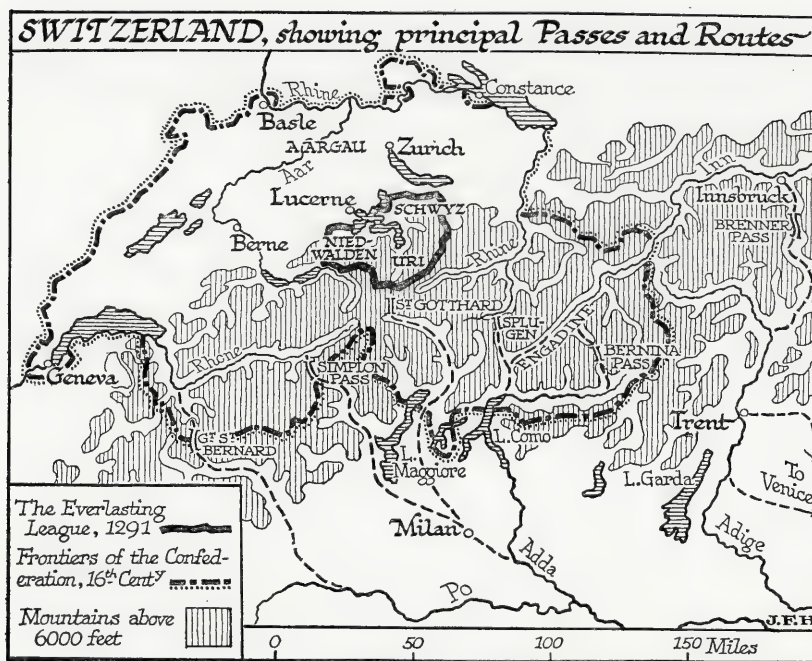 SWITZERLAND, showing principal Passes and Routes
Rhine
Constance
Basle
AARGAU
Zurich
Inn
Aar
Innsbruck
Lucerne
SCHWYZ
BRENNER
PASS
Berne
NIED-
WALDEN
URI
Rhine
ST GOTTHARD
SPLU-
GEN
ENGADINE
Rhone
SIMPLON
PASS
BERNINA
PASS
Geneva
GT S
BERNARD
L.
Maggiore
L. Como
Trent
L. Garda
To
Venice
Milan
Adda
Adige
Po
The Everlasting
League, 1291
Frontiers of the Confed-
eration, 16th Centy
Mountains above
6000 feet
0 50 100 150 Miles
J.F.H